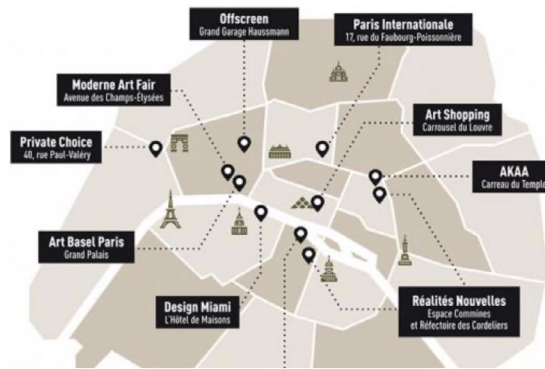 Offscreen
Grand Garage Haussmann
Paris Internationale
17, rue du Faubourg-Poissonnière
Moderne Art Fair
Avenue des Champs-Elysées
Art Shopping
Carrousel du Louvre
Private Choice
40, rue Paul-Valéry
AKAA
Carreau du Temple
Art Basel Paris
Grand Palais
Design Miami
L'Hôtel de Maisons
Réalités Nouvelles
Espace Commines
et Réfectoire des Cordeliers